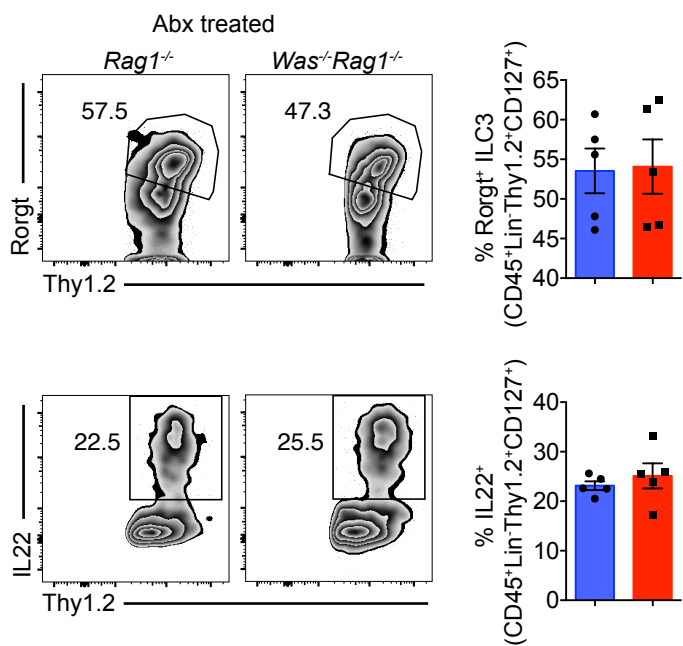 Abx treated
Rag1-/-
Was-/-Rag1-/-
57.5
47.3
Rorgt
Thy1.2
% Rorgt+ ILC3
(CD45+Lin-Thy1.2+CD127+)
65
60
55
50
45
40
22.5
25.5
IL22
Thy1.2
% IL22+
(CD45+Lin-Thy1.2+CD127+)
40
30
20
10
0